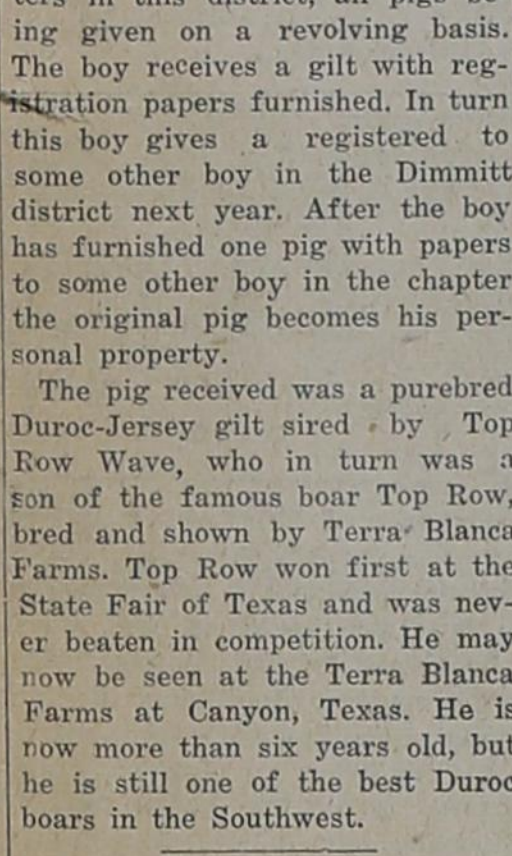 ing given on a revolving basis.
The boy receives a gilt with reg-
istration papers furnished. In turn
this boy gives a registered to
some other boy in the Dimmitt
district next year. After the boy
has furnished one pig with papers
to some other boy in the chapter
the original pig becomes his per-
sonal property.
The pig received was a purebred
Duroc-Jersey gilt sired by Top
Row Wave, who in turn was a
son of the famous boar Top Row,
bred and shown by Terra Blanca
Farms. Top Row won first at the
State Fair of Texas and was nev-
er beaten in competition. He may
now be seen at the Terra Blanca
Farms at Canyon, Texas. He is
now more than six years old, but
he is still one of the best Duroc
boars in the Southwest.